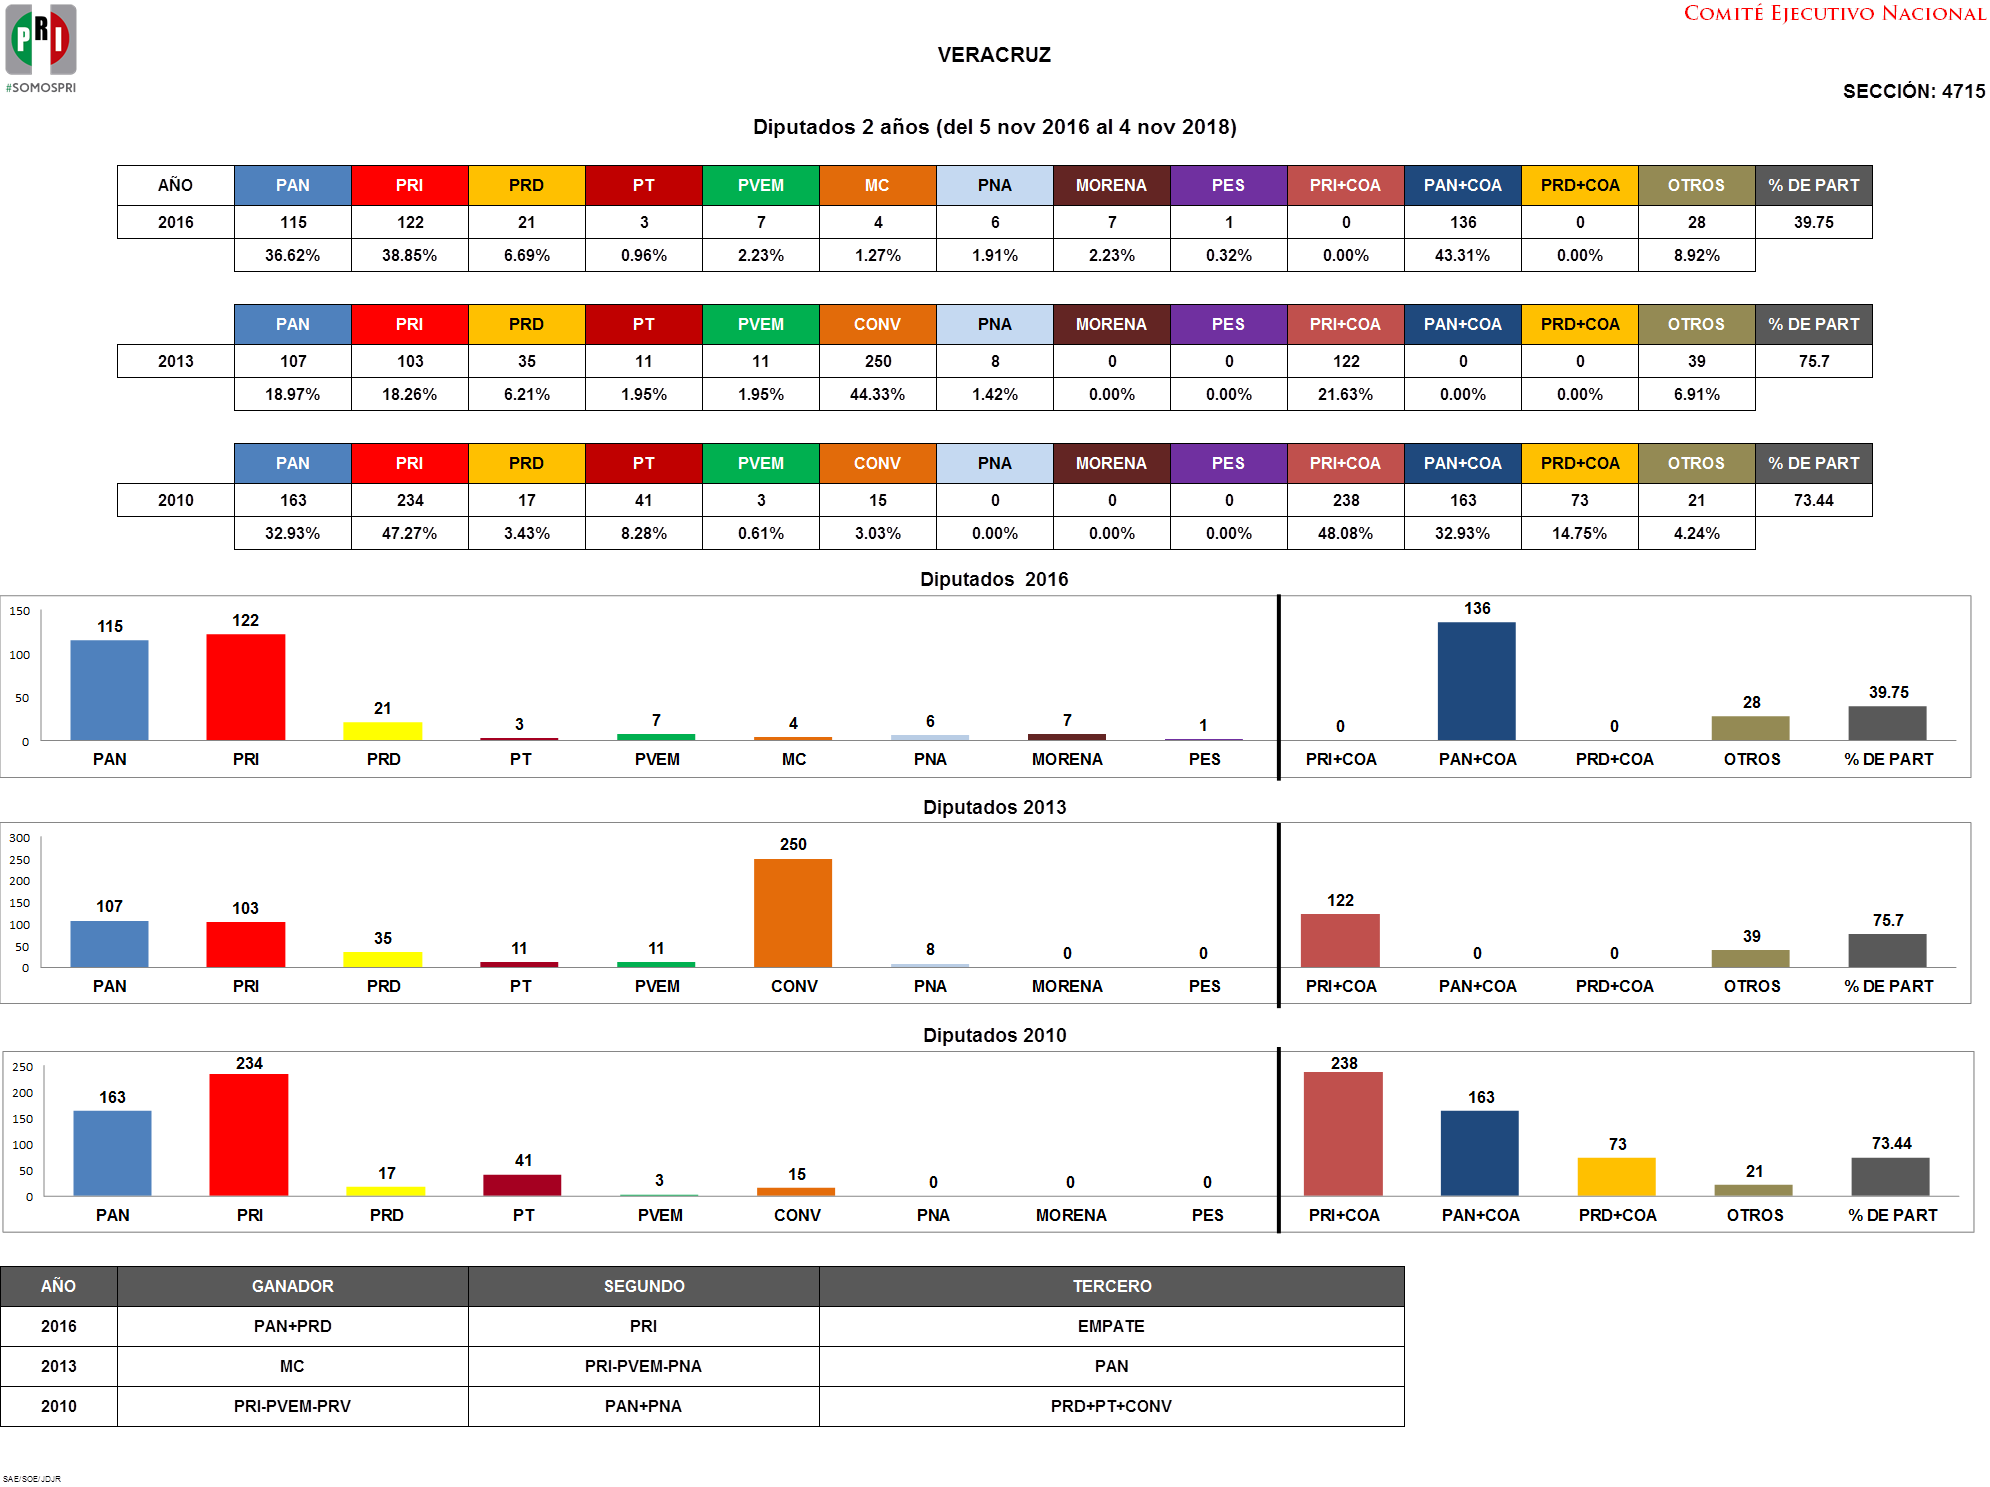 COMITÉ EJECUTIVO NACIONAL
PRI
#SOMOSPRI
VERACRUZ
SECCIÓN: 4715
Diputados 2 años (del 5 nov 2016 al 4 nov 2018)
AÑO PAN PRI PRD PT PVEM MC PNA MORENA PES PRI+COA PAN+COA PRD+COA OTROS % DE PART
2016 115 122 21 3 7 4 6 7 1 0 136 0 28 39.75
36.62% 38.85% 6.69% 0.96% 2.23% 1.27% 1.91% 2.23% 0.32% 0.00% 43.31% 0.00% 8.92%
PAN PRI PRD PT PVEM CONV PNA MORENA PES PRI+COA PAN+COA PRD+COA OTROS % DE PART
2013 107 103 35 11 11 250 8 0 0 122 0 0 39 75.7
18.97% 18.26% 6.21% 1.95% 1.95% 44.33% 1.42% 0.00% 0.00% 21.63% 0.00% 0.00% 6.91%
PAN PRI PRD PT PVEM CONV PNA MORENA PES PRI+COA PAN+COA PRD+COA OTROS % DE PART
2010 163 234 17 41 3 15 0 0 0 238 163 73 21 73.44
32.93% 47.27% 3.43% 8.28% 0.61% 3.03% 0.00% 0.00% 0.00% 48.08% 32.93% 14.75% 4.24%
Diputados 2016
150
100
50
0
115 122 21 3 7 4 6 7 1 0 136 0 28 39.75
PAN PRI PRD PT PVEM MC PNA MORENA PES PRI+COA PAN+COA PRD+COA OTROS % DE PART
Diputados 2013
300
250
200
150
100
50
0
107 103 35 11 11 250 8 0 0 122 0 0 39 75.7
PAN PRI PRD PT PVEM CONV PNA MORENA PES PRI+COA PAN+COA PRD+COA OTROS % DE PART
Diputados 2010
250
200
150
100
50
0
163 234 17 41 3 15 0 0 0 238 163 73 21 73.44
PAN PRI PRD PT PVEM CONV PNA MORENA PES PRI+COA PAN+COA PRD+COA OTROS % DE PART
AÑO GANADOR SEGUNDO TERCERO
2016 PAN+PRD PRI EMPATE
2013 MC PRI-PVEM-PNA PAN
2010 PRI-PVEM-PRV PAN+PNA PRD+PT+CONV
SAE/SOE/JDJR